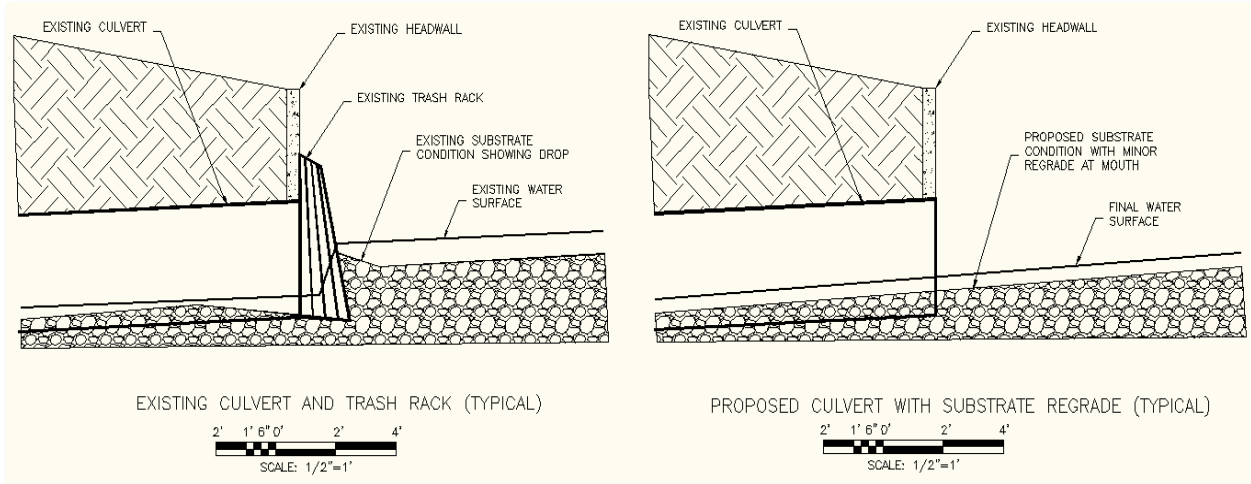 EXISTING CULVERT
EXISTING HEADWALL
EXISTING TRASH RACK
EXISTING SUBSTRATE
CONDITION SHOWING DROP
EXISTING WATER
SURFACE
EXISTING CULVERT AND TRASH RACK (TYPICAL)
2' 1' 6" 0' 2' 4'
SCALE: 1/2"=1'
EXISTING CULVERT
EXISTING HEADWALL
PROPOSED SUBSTRATE
CONDITION WITH MINOR
REGRADE AT MOUTH
FINAL WATER
SURFACE
PROPOSED CULVERT WITH SUBSTRATE REGRADE (TYPICAL)
2' 1' 6" 0' 2' 4'
SCALE: 1/2"=1'